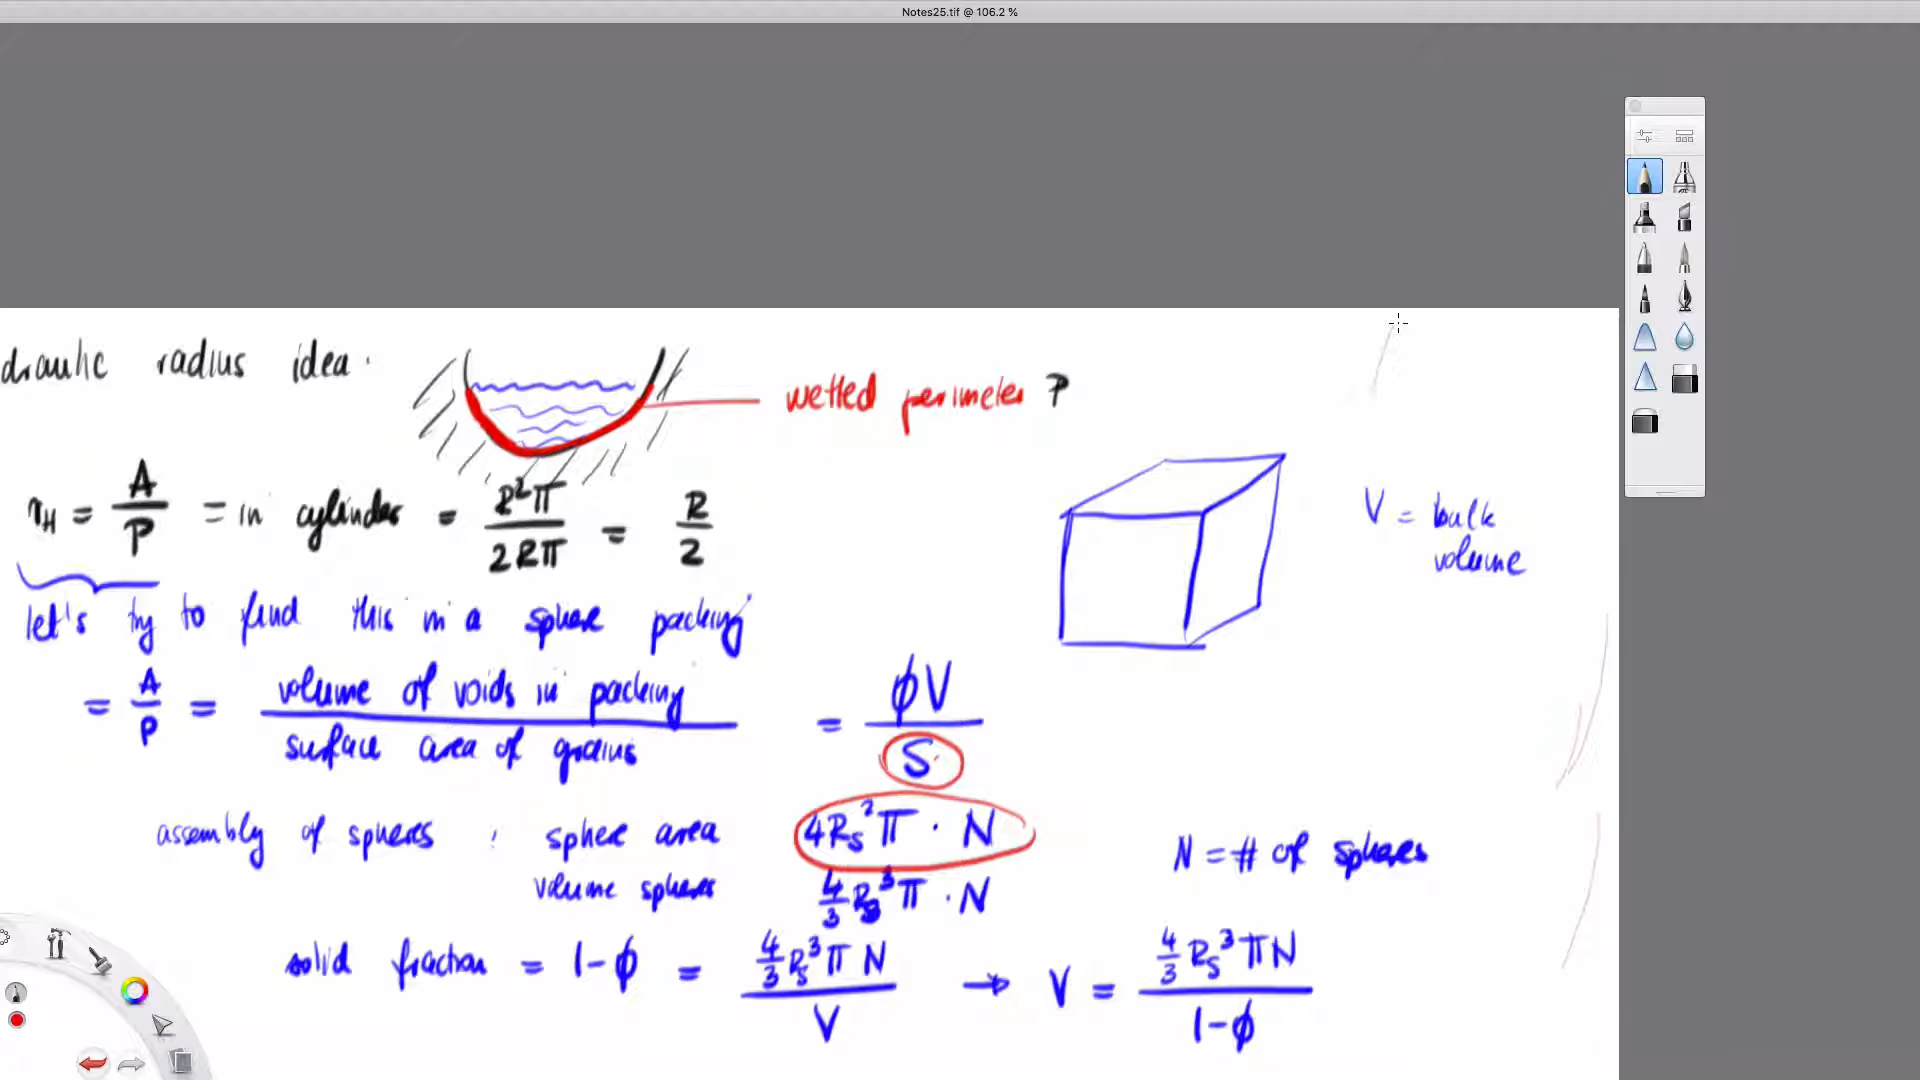 Notes25.tif @ 106.2 %
draulic radius idea.
wetted perimeter P
r_H = A/P = in cylinder = R²π/2Rπ = R/2
V = bulk
volume
let's try to find this in a sphere packing
= A/P = volume of voids in packing/surface area of grains = ϕV/S
assembly of spheres : sphere area 4R_s²π · N
N = # of spheres
volume spheres 4/3 R_s³π · N
solid fraction = 1-ϕ = 4/3 R_s³πN/V → V = 4/3 R_s³πN/1-ϕ